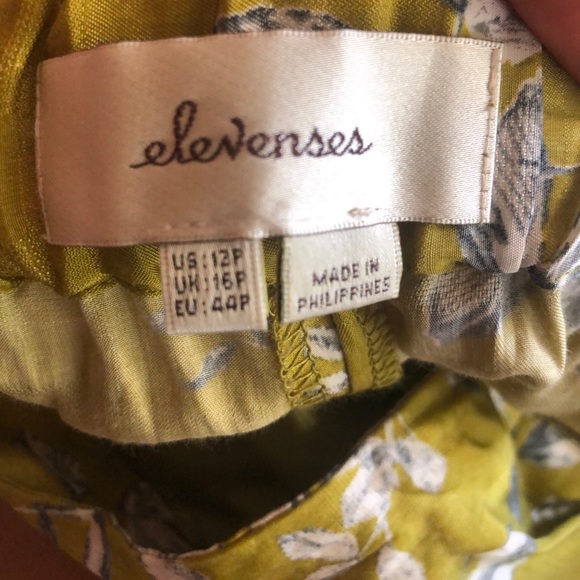 elevenses
US: 12P
UK: 16P
EU: 44P
MADE IN
PHILIPPINES